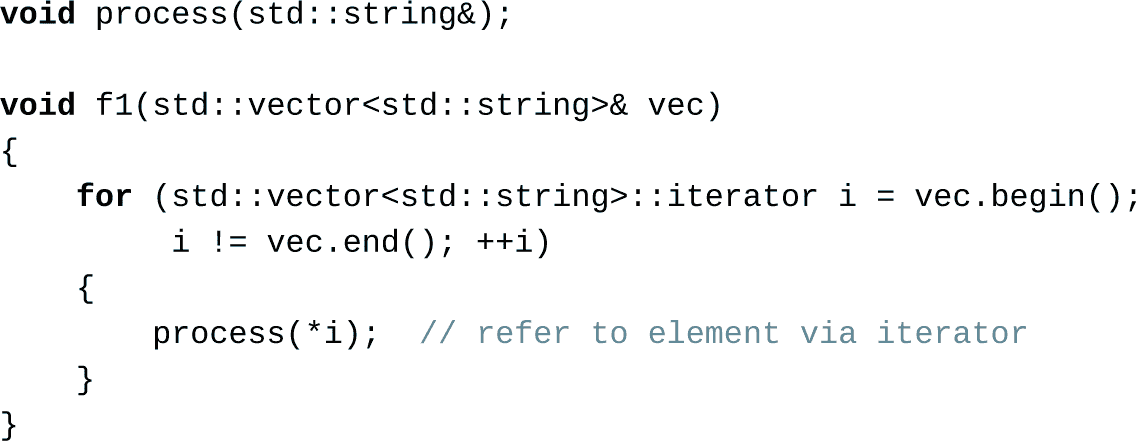 void process(std::string&);

void f1(std::vector<std::string>& vec)
{
    for (std::vector<std::string>::iterator i = vec.begin();
         i != vec.end(); ++i)
    {
        process(*i);  // refer to element via iterator
    }
}